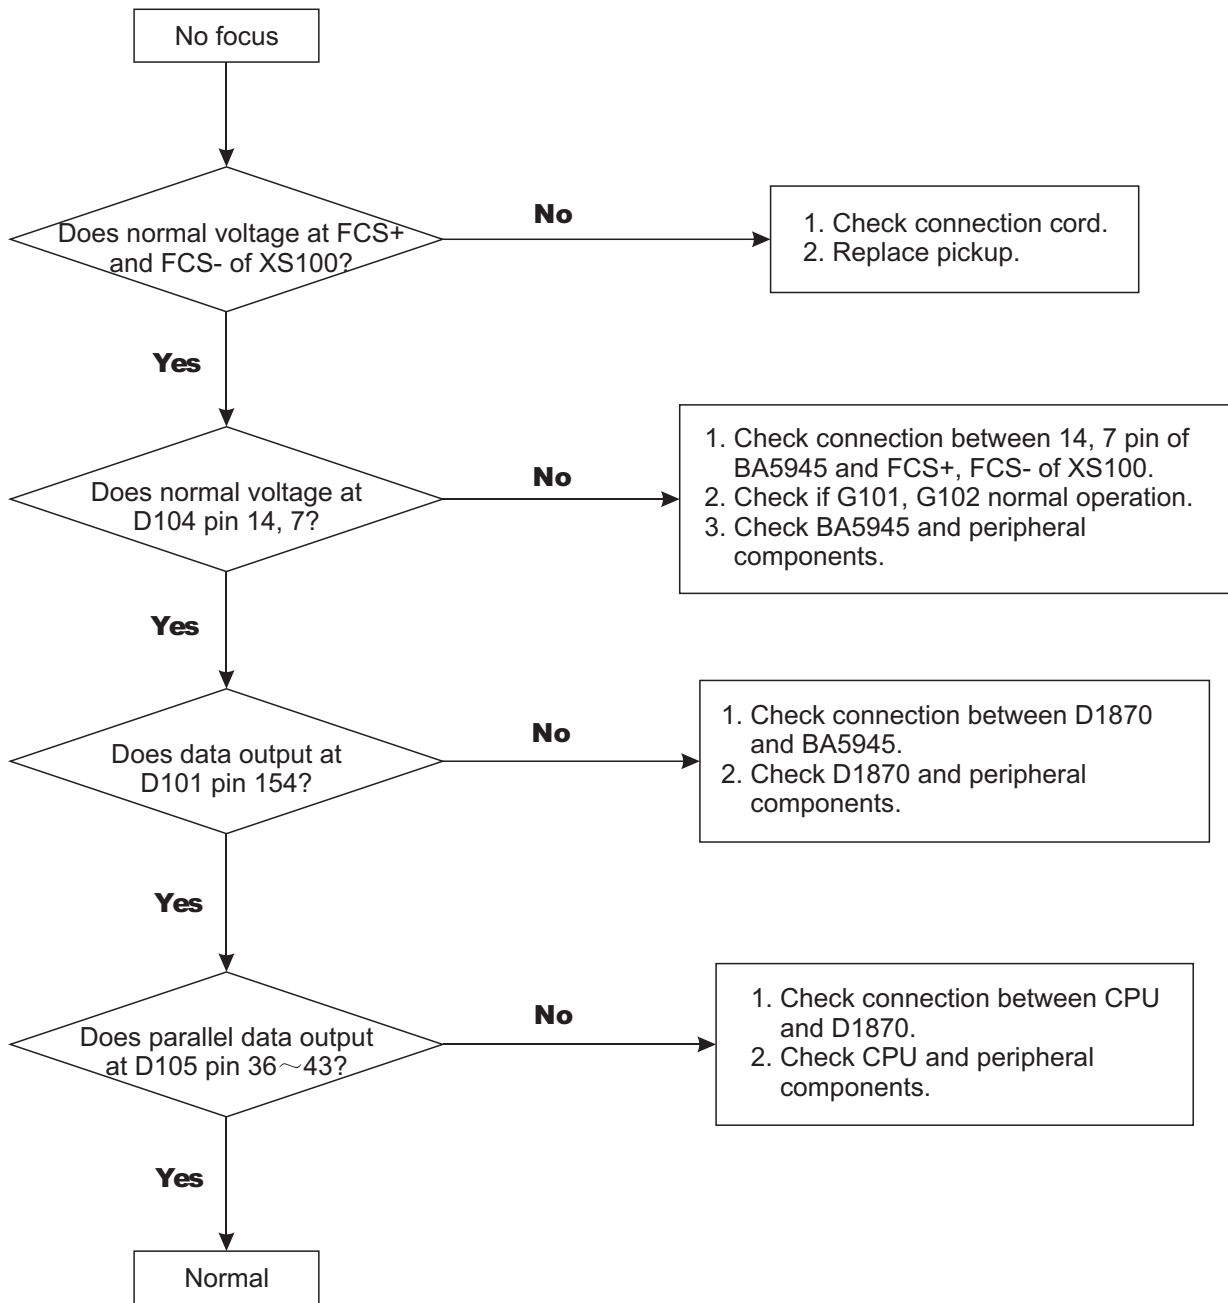 No focus
Does normal voltage at FCS+
and FCS- of XS100?
No
1. Check connection cord.
2. Replace pickup.
Yes
Does normal voltage at
D104 pin 14, 7?
No
1. Check connection between 14, 7 pin of
BA5945 and FCS+, FCS- of XS100.
2. Check if G101, G102 normal operation.
3. Check BA5945 and peripheral
components.
Yes
Does data output at
D101 pin 154?
No
1. Check connection between D1870
and BA5945.
2. Check D1870 and peripheral
components.
Yes
Does parallel data output
at D105 pin 36～43?
No
1. Check connection between CPU
and D1870.
2. Check CPU and peripheral
components.
Yes
Normal